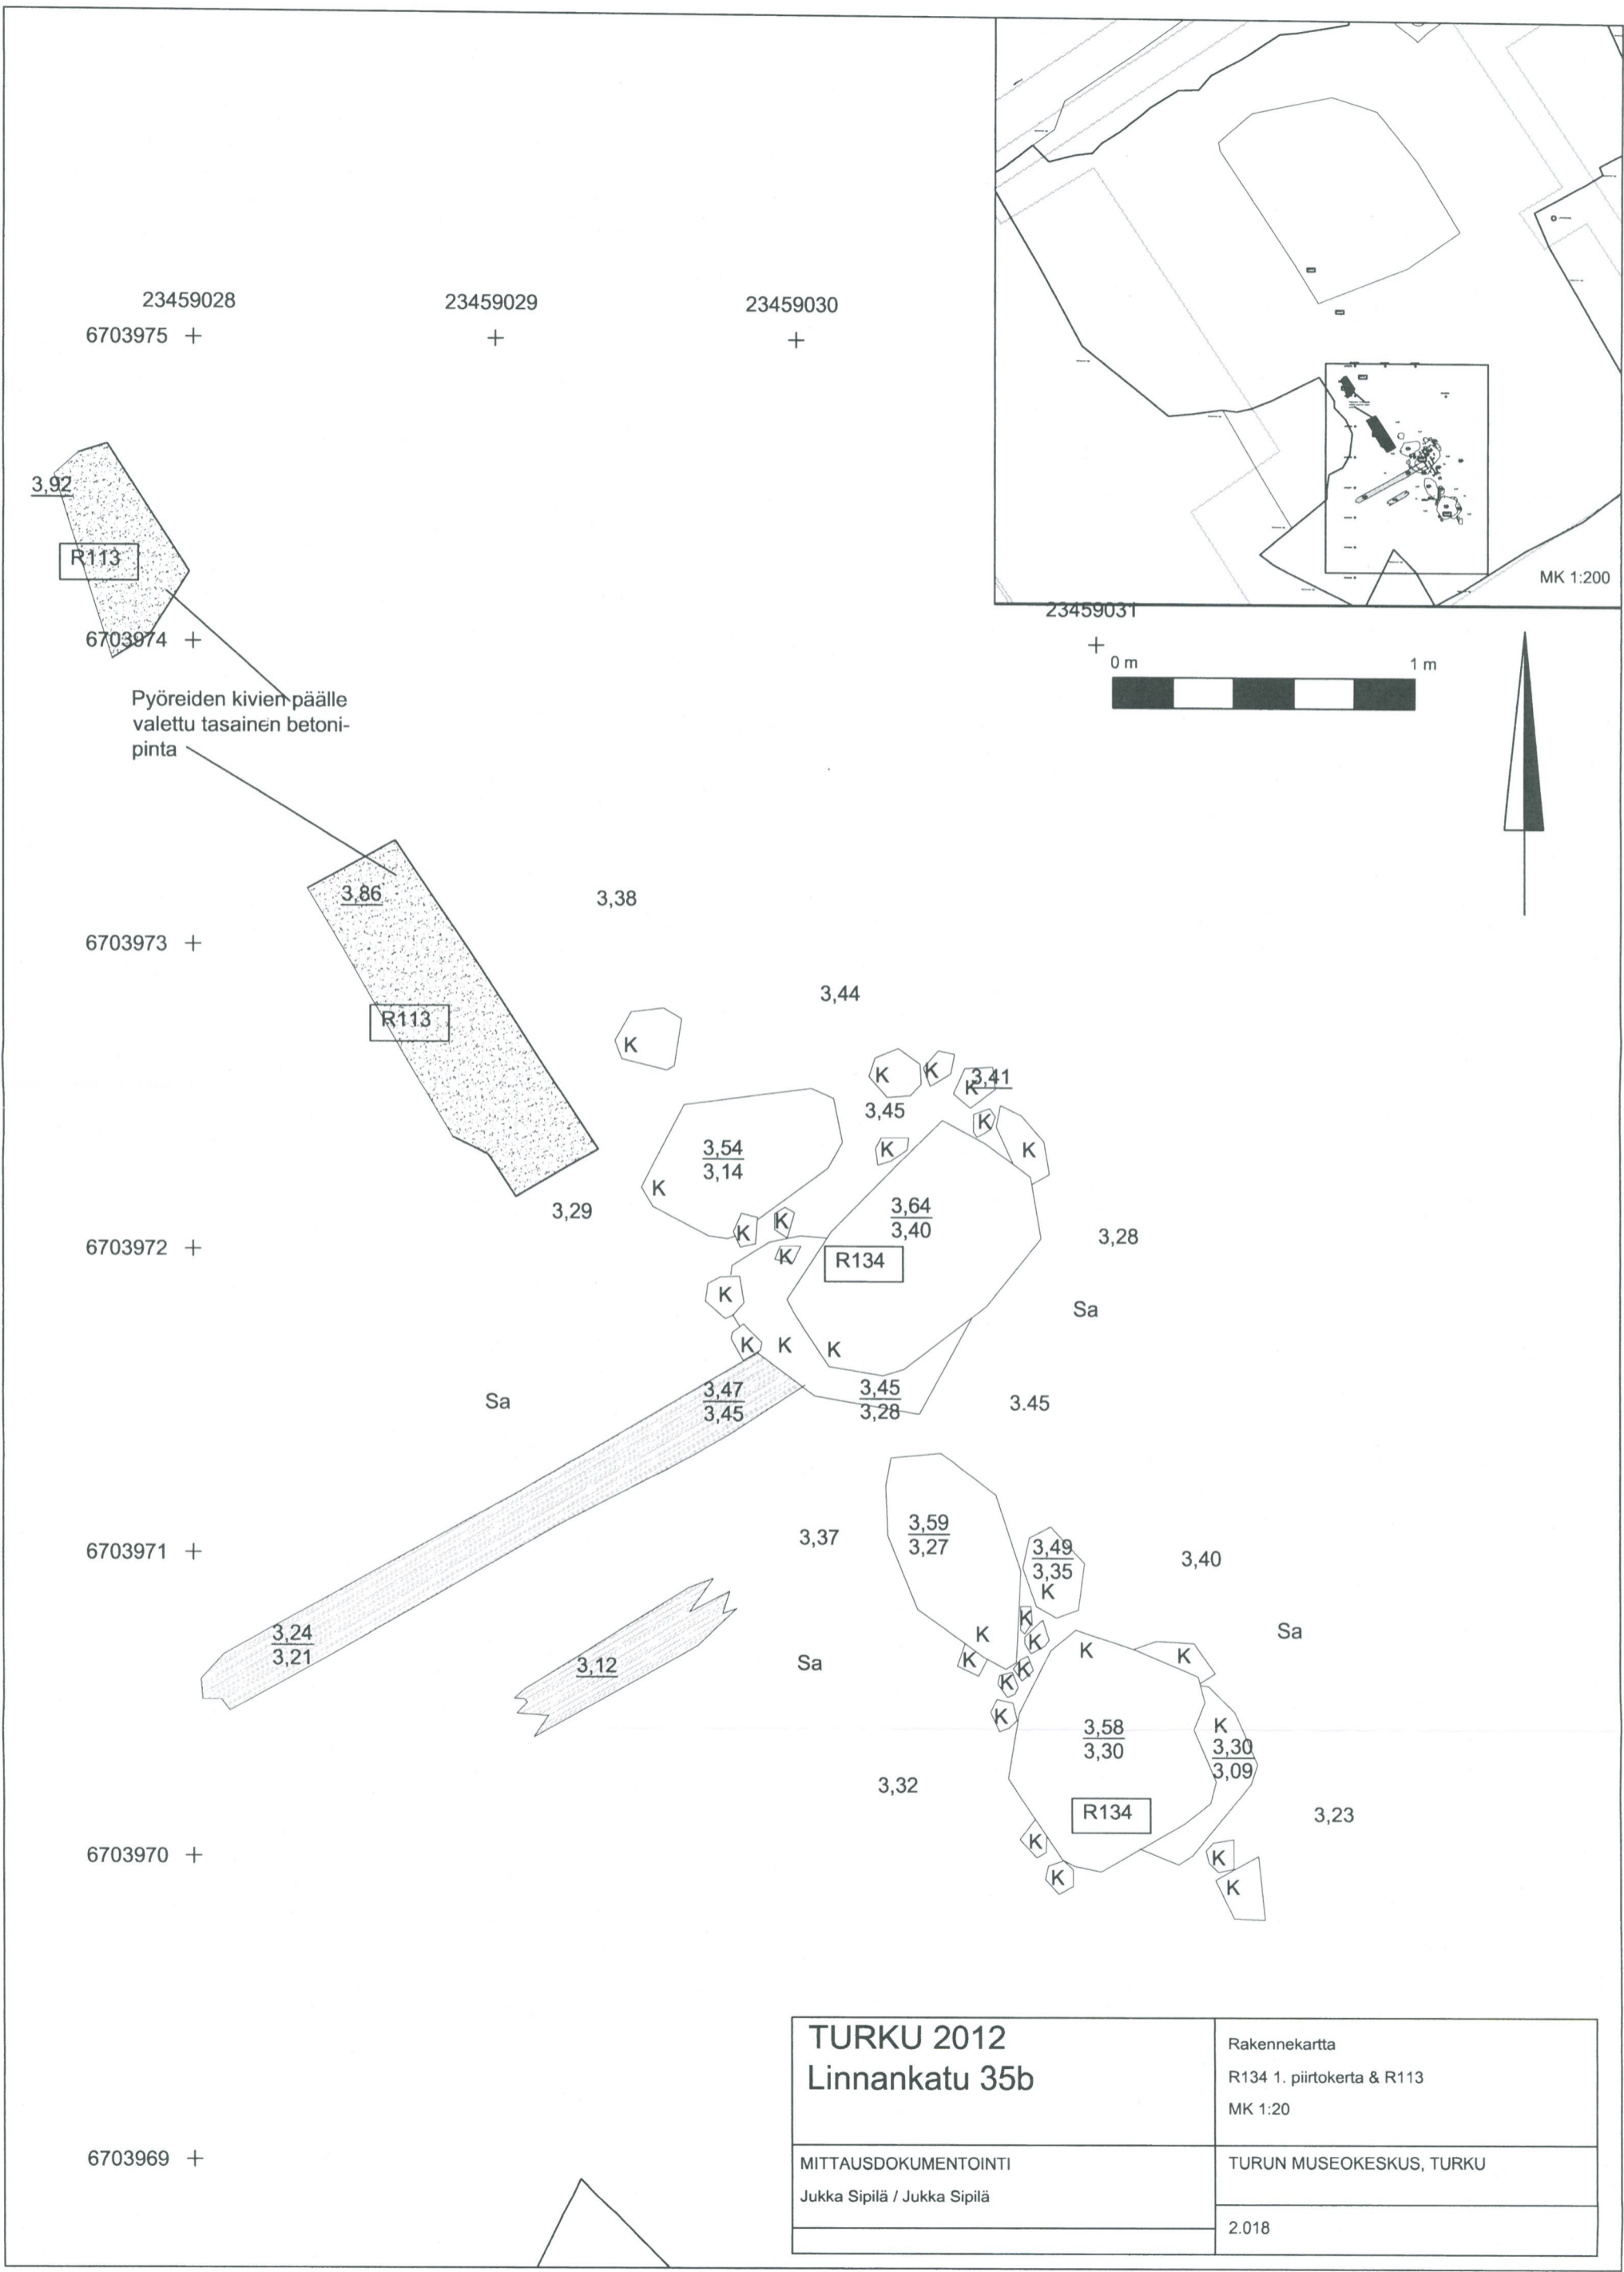 MK 1:200
23459028
23459029
23459030
6703975
3,92
R113
23459031
6703974
0 m
1 m
Pyöreiden kivien päälle
valettu tasainen betoni-
pinta
3,86
3,38
6703973
3,44
R113
K
K
K
K
3,41
3,45
K
K
K
3,54
3,14
K
3,64
3,40
3,29
K
K
3,28
6703972
K
R134
K
Sa
K
K
K
3,47
3,45
3,45
3,28
Sa
3.45
3,59
3,27
3,37
3,49
3,35
3,40
6703971
K
K
3,24
3,21
K
K
Sa
K
K
3,12
Sa
K
K
K
K
K
3,58
3,30
K
3,30
3,09
3,32
R134
3,23
K
6703970
K
K
K
TURKU 2012
Linnankatu 35b
Rakennekartta
R134 1. piirtokerta & R113
MK 1:20
6703969
MITTAUSDOKUMENTOINTI
Jukka Sipilä / Jukka Sipilä
TURUN MUSEOKESKUS, TURKU
2.018